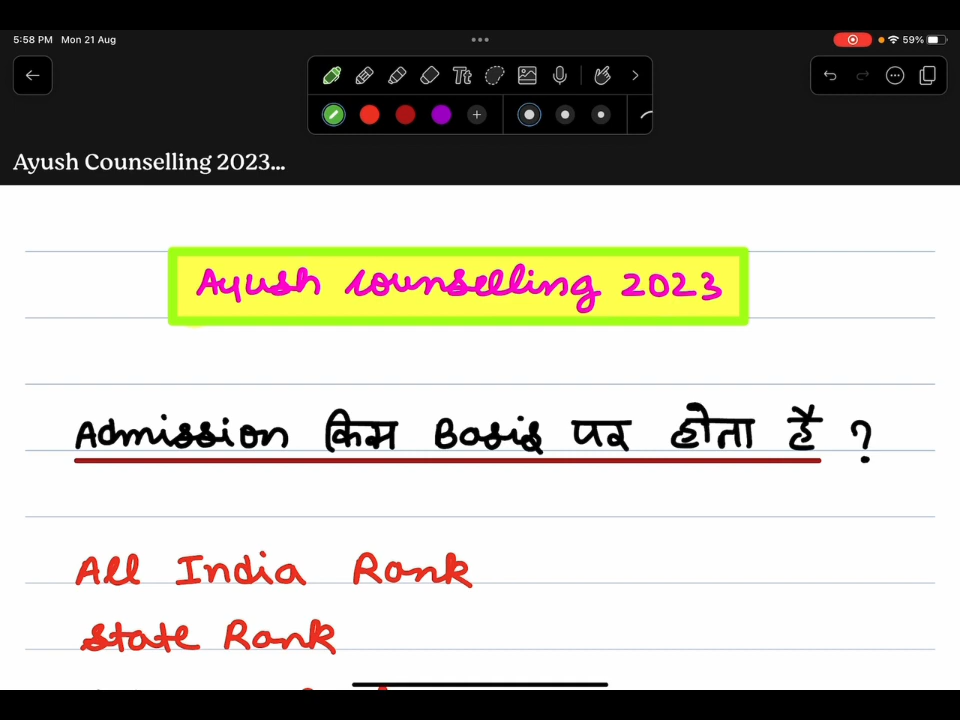 5:58 PM Mon 21 Aug
59%
Tt
Ayush Counselling 2023...
Ayush Counselling 2023
Admission किस Basis पर होता है ?
All India Rank
State Rank